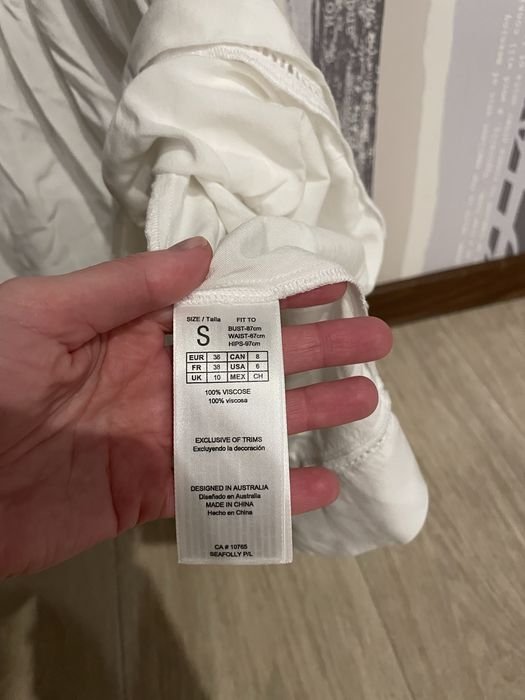 SIZE / Talla FIT TO
S BUST-87cm
WAIST-67cm
HIPS-97cm
EUR 36 CAN 8
FR 38 USA 6
UK 10 MEX CH
100% VISCOSE
100% viscosa
EXCLUSIVE OF TRIMS
Excluyendo la decoración
DESIGNED IN AUSTRALIA
Diseñado en Australia
MADE IN CHINA
Hecho en China
CA # 10765
SEAFOLLY P/L